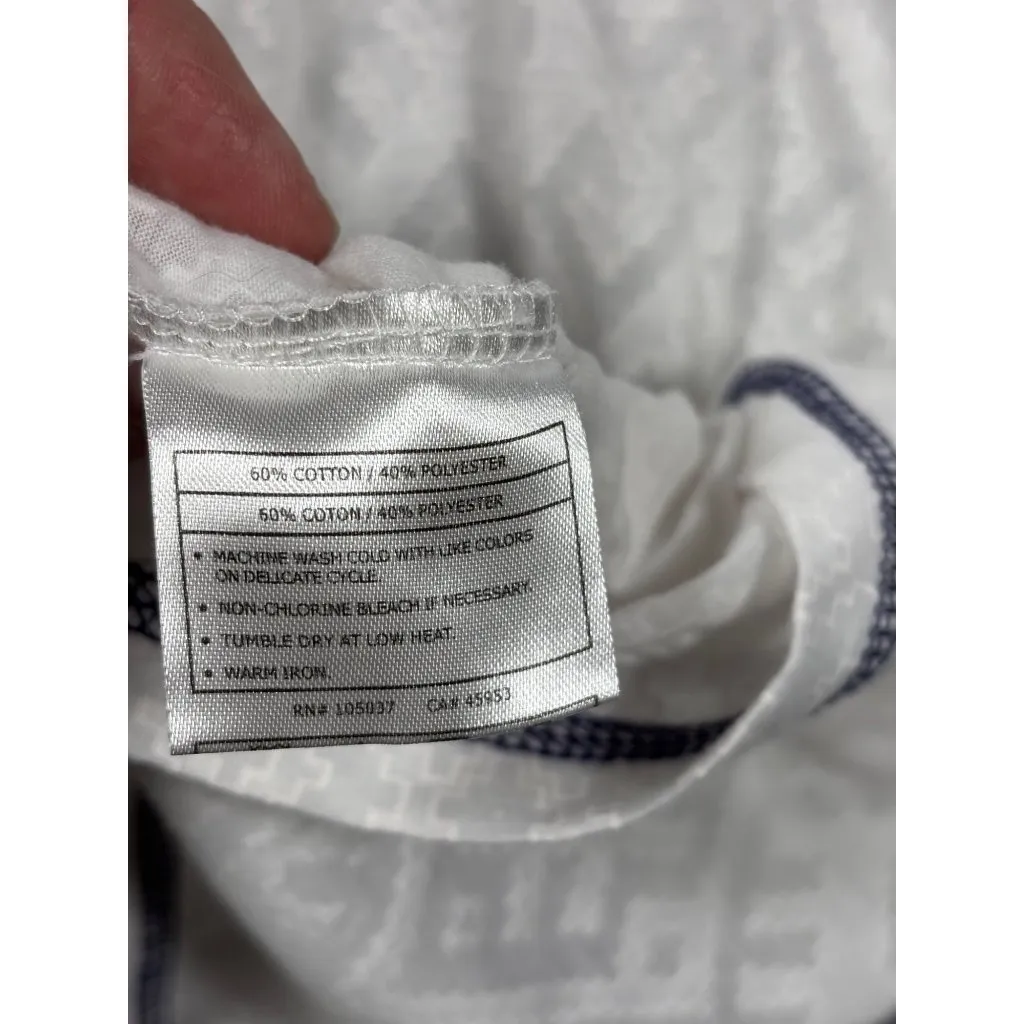 60% COTTON / 40% POLYESTER
60% COTON / 40% POLYESTER
• MACHINE WASH COLD WITH LIKE COLORS
ON DELICATE CYCLE.
• NON-CHLORINE BLEACH IF NECESSARY.
• TUMBLE DRY AT LOW HEAT.
• WARM IRON.
RN# 105037 CA# 45953